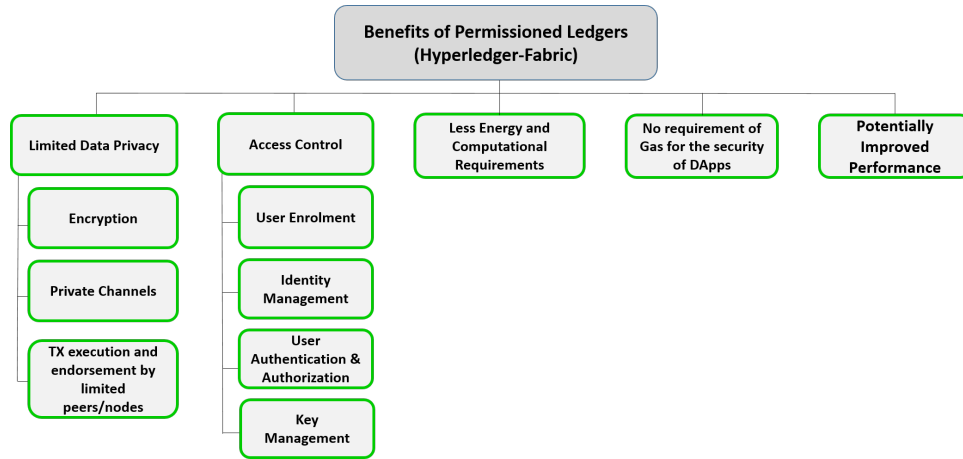 Benefits of Permissioned Ledgers
(Hyperledger-Fabric)
Limited Data Privacy
Encryption
Private Channels
TX execution and
endorsement by
limited
peers/nodes
Access Control
User Enrolment
Identity
Management
User
Authentication &
Authorization
Key
Management
Less Energy and
Computational
Requirements
No requirement of
Gas for the security
of DApps
Potentially
Improved
Performance